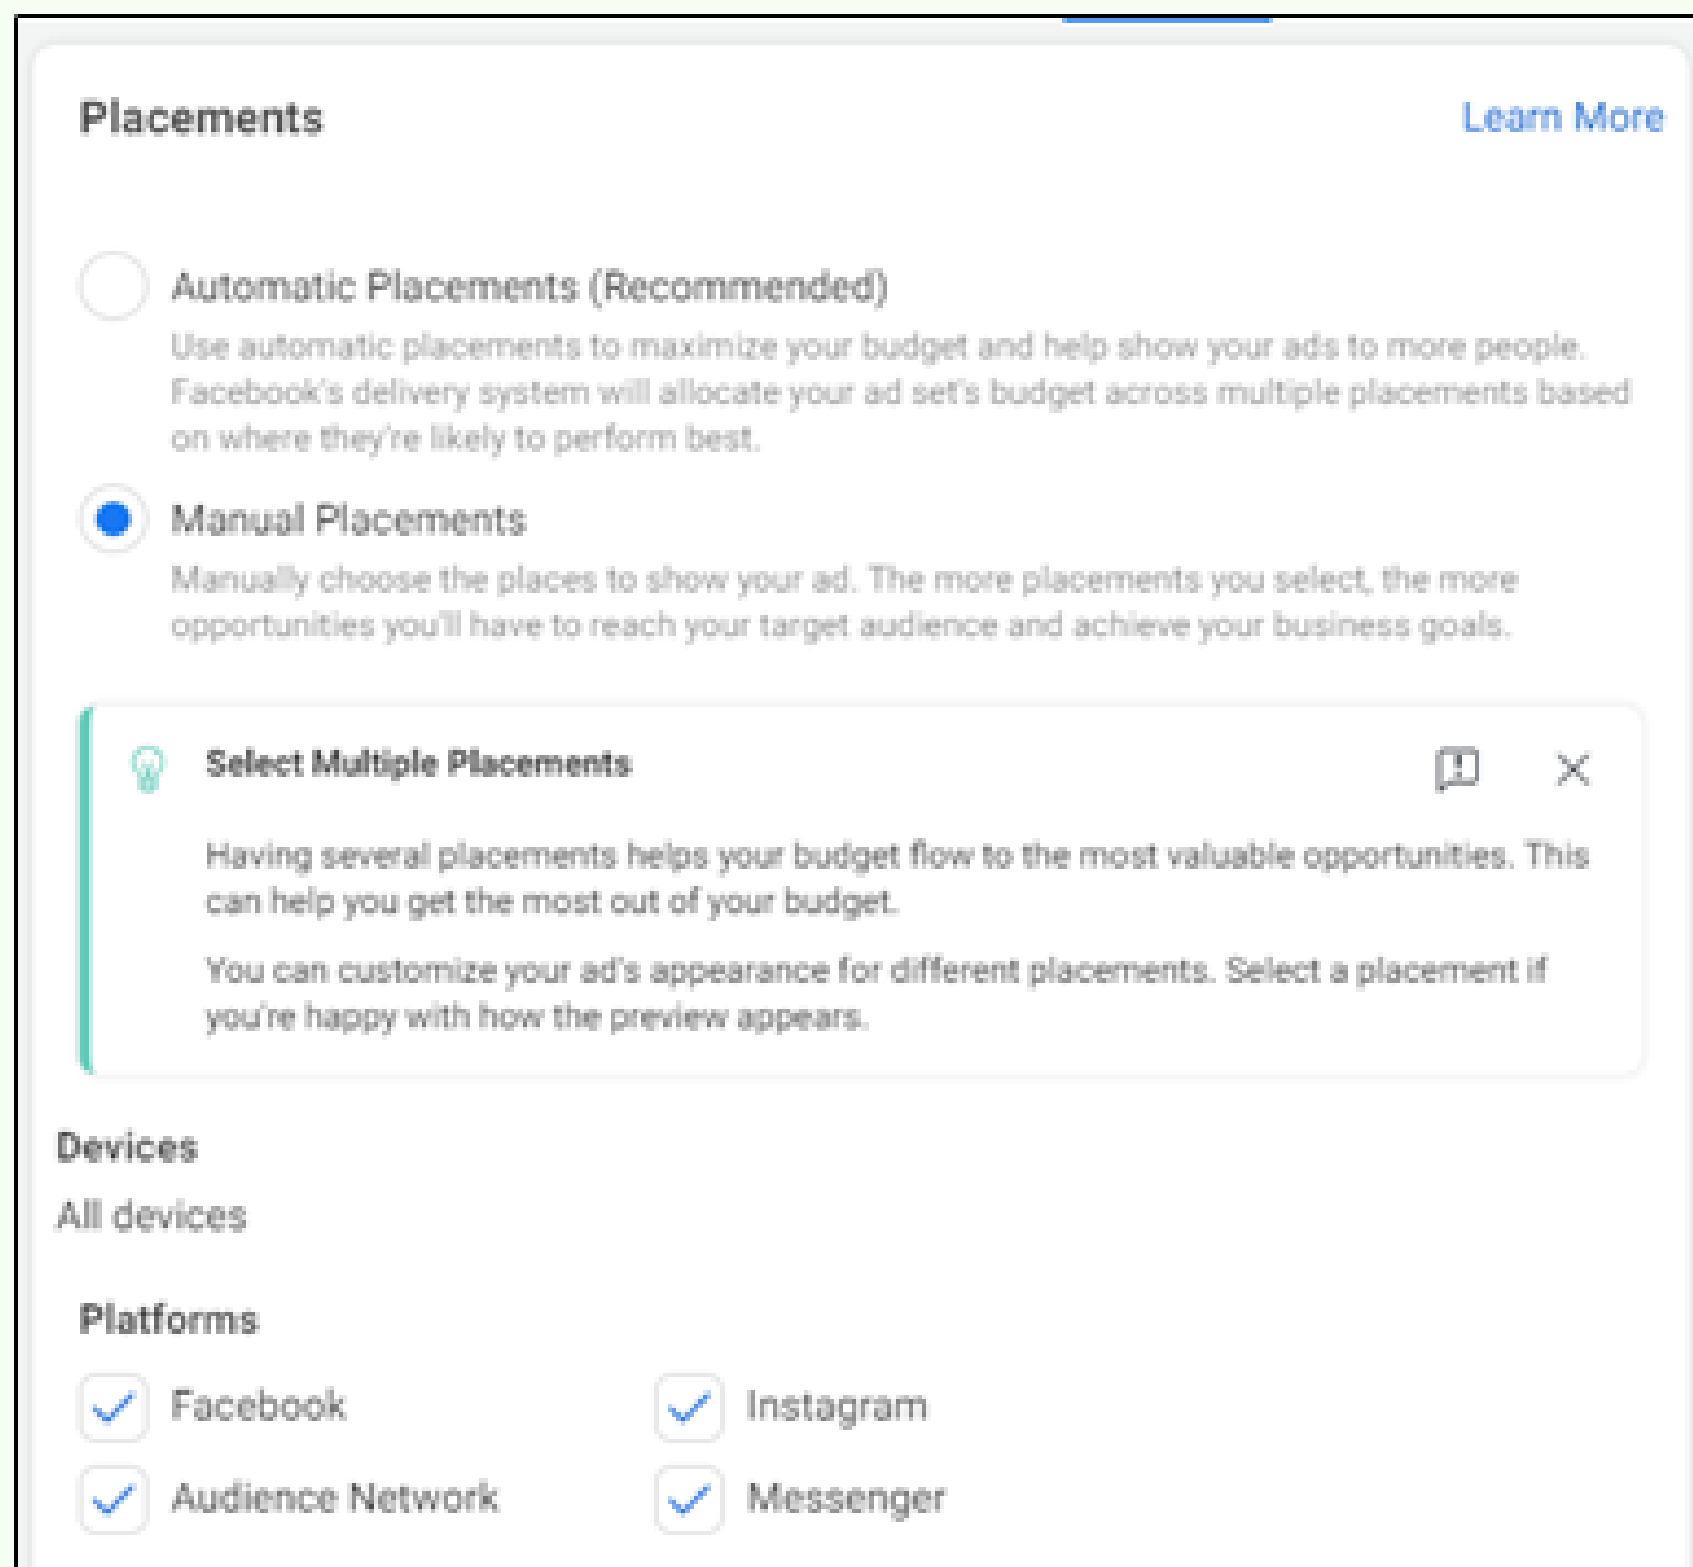 Placements
Learn More
Automatic Placements (Recommended)
Use automatic placements to maximize your budget and help show your ads to more people.
Facebook's delivery system will allocate your ad set's budget across multiple placements based
on where they're likely to perform best.
Manual Placements
Manually choose the places to show your ad. The more placements you select, the more
opportunities you'll have to reach your target audience and achieve your business goals.
Select Multiple Placements
Having several placements helps your budget flow to the most valuable opportunities. This
can help you get the most out of your budget.
You can customize your ad's appearance for different placements. Select a placement if
you're happy with how the preview appears.
Devices
All devices
Platforms
Facebook
Instagram
Audience Network
Messenger